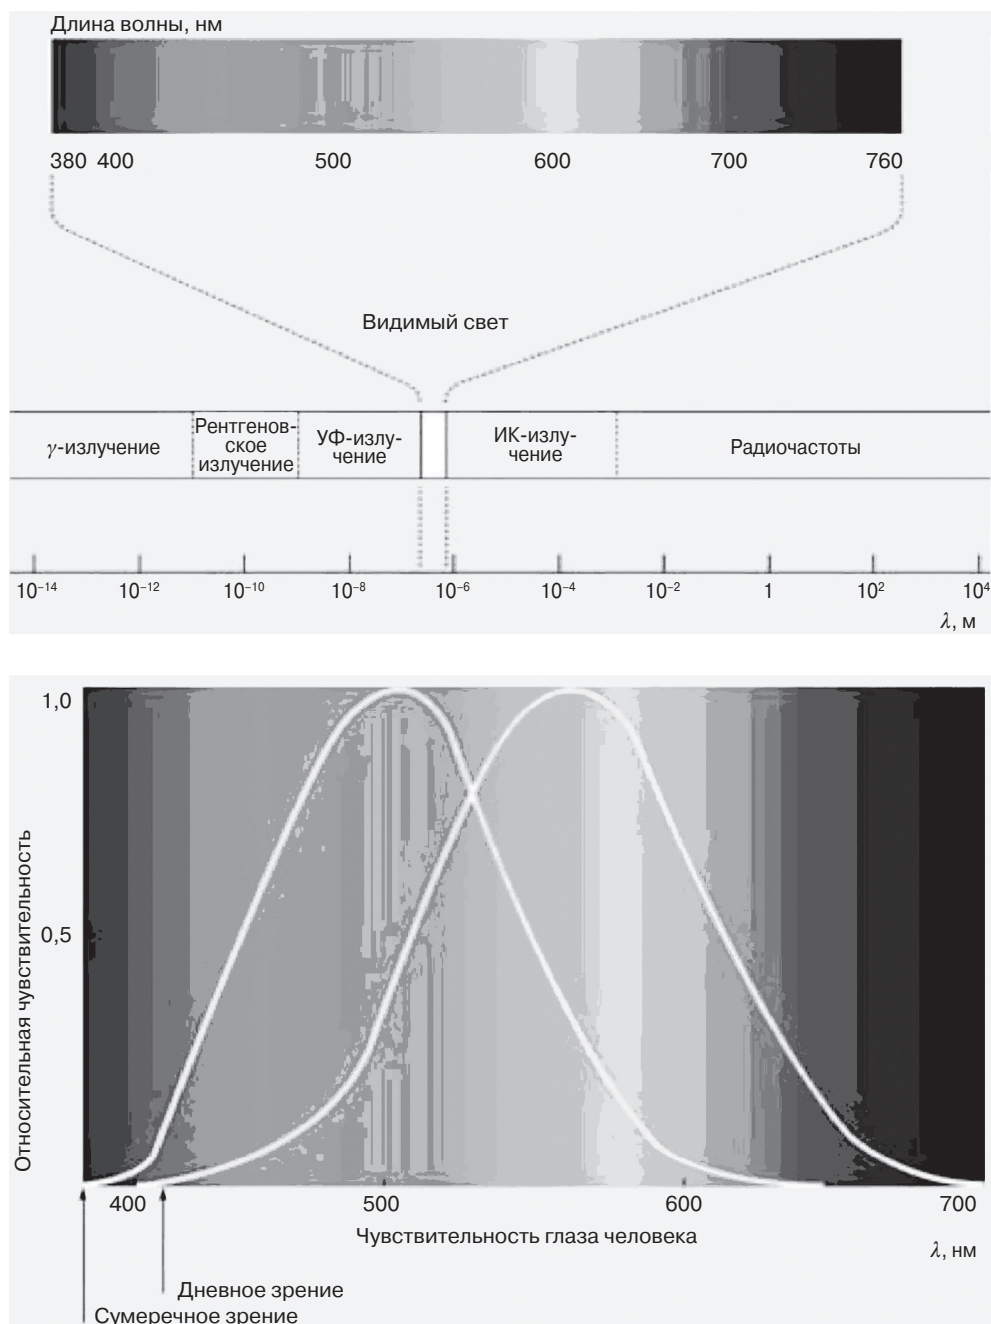 Длина волны, нм
380 400 500 600 700 760
Видимый свет
γ-излучение
Рентгенов-
ское
излучение
УФ-излу-
чение
ИК-излу-
чение
Радиочастоты
10⁻¹⁴ 10⁻¹² 10⁻¹⁰ 10⁻⁸ 10⁻⁶ 10⁻⁴ 10⁻² 1 10² 10⁴
λ, м
Относительная чувствительность
1,0
0,5
400 500 600 700
Чувствительность глаза человека
λ, нм
Дневное зрение
Сумеречное зрение